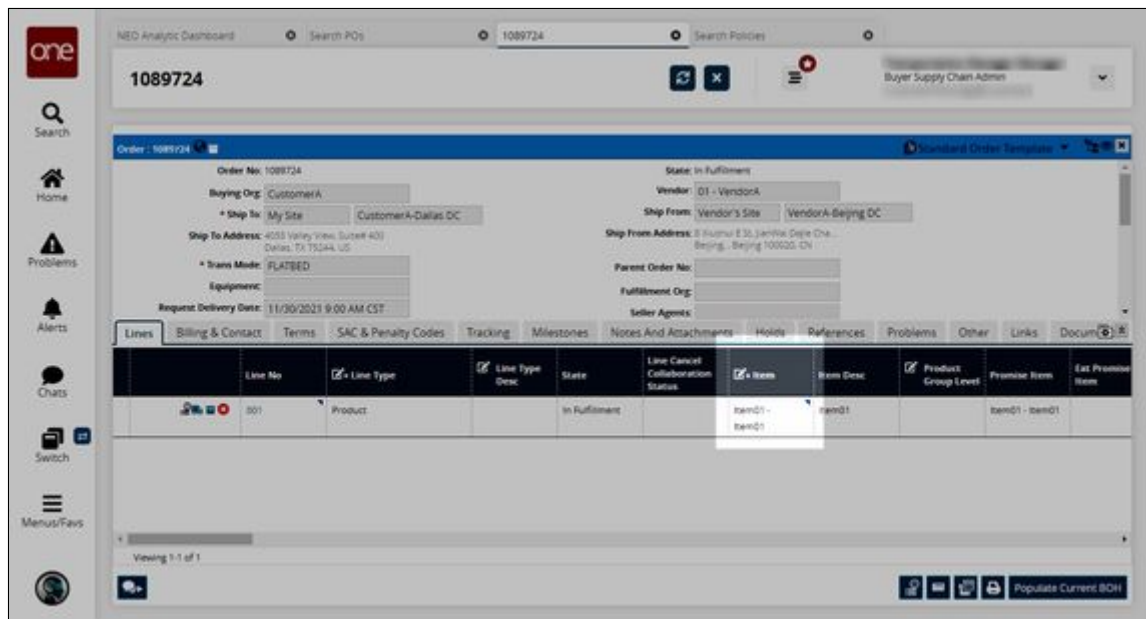 one
Search
Home
Problems
Alerts
Chats
Switch
Menus/Favs
NEO Analytic Dashboard
Search POs
1089724
Search Policies
1089724
Buyer Supply Chain Admin
Order : 1089724
Standard Order Template
Order No: 1089724
State: In Fulfillment
Buying Org: CustomerA
Vendor: 01 - VendorA
* Ship To: My Site CustomerA-Dallas DC
Ship From: Vendor's Site VendorA-Beijing DC
Ship To Address: 4055 Valley View, Suite# 400
Dallas, TX 75244, US
Ship From Address:
Beijing, Beijing 100020, CN
* Trans Mode: FLATBED
Parent Order No:
Equipment:
Fulfillment Org:
Request Delivery Date: 11/30/2021 9:00 AM CST
Seller Agents:
Lines Billing & Contact Terms SAC & Penalty Codes Tracking Milestones Notes And Attachments Holds References Problems Other Links Docum
Line No
* Line Type
Line Type Desc
State
Line Cancel Collaboration Status
* Item
Item Desc
Product Group Level
Promise Item
Eat Promise Item
001
Product
In Fulfillment
Item01 - Item01
Item01
Item01 - Item01
Viewing 1-1 of 1
Populate Current BOH